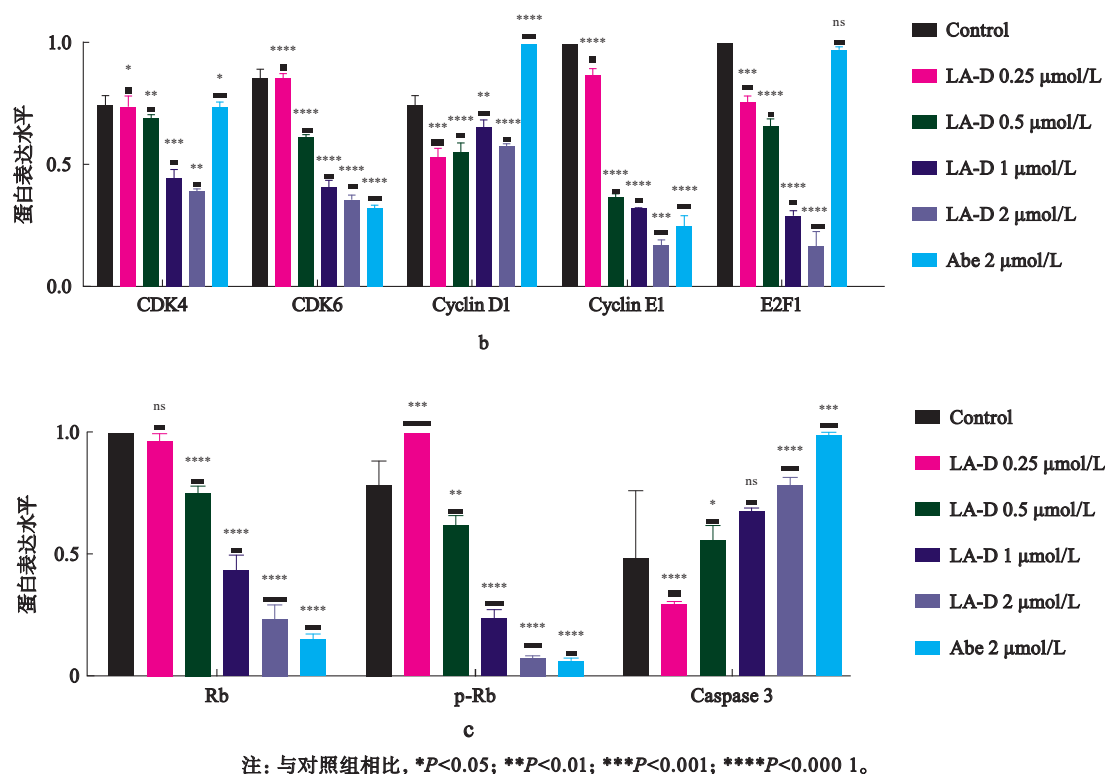 ns
****
1.0
****
*
*
****
**
***
**
***
****
****
****
***
****
0.5
****
****
****
****
****
****
***
****
****
****
0.0
蛋白表达水平
CDK4
CDK6
Cyclin D1
Cyclin E1
E2F1
b
Control
LA-D 0.25 μmol/L
LA-D 0.5 μmol/L
LA-D 1 μmol/L
LA-D 2 μmol/L
Abe 2 μmol/L
ns
****
****
****
****
***
**
****
****
****
****
*
ns
****
***
1.0
0.5
0
蛋白表达水平
Rb
p-Rb
Caspase 3
c
Control
LA-D 0.25 μmol/L
LA-D 0.5 μmol/L
LA-D 1 μmol/L
LA-D 2 μmol/L
Abe 2 μmol/L
注: 与对照组相比, *P<0.05; **P<0.01; ***P<0.001; ****P<0.000 1。